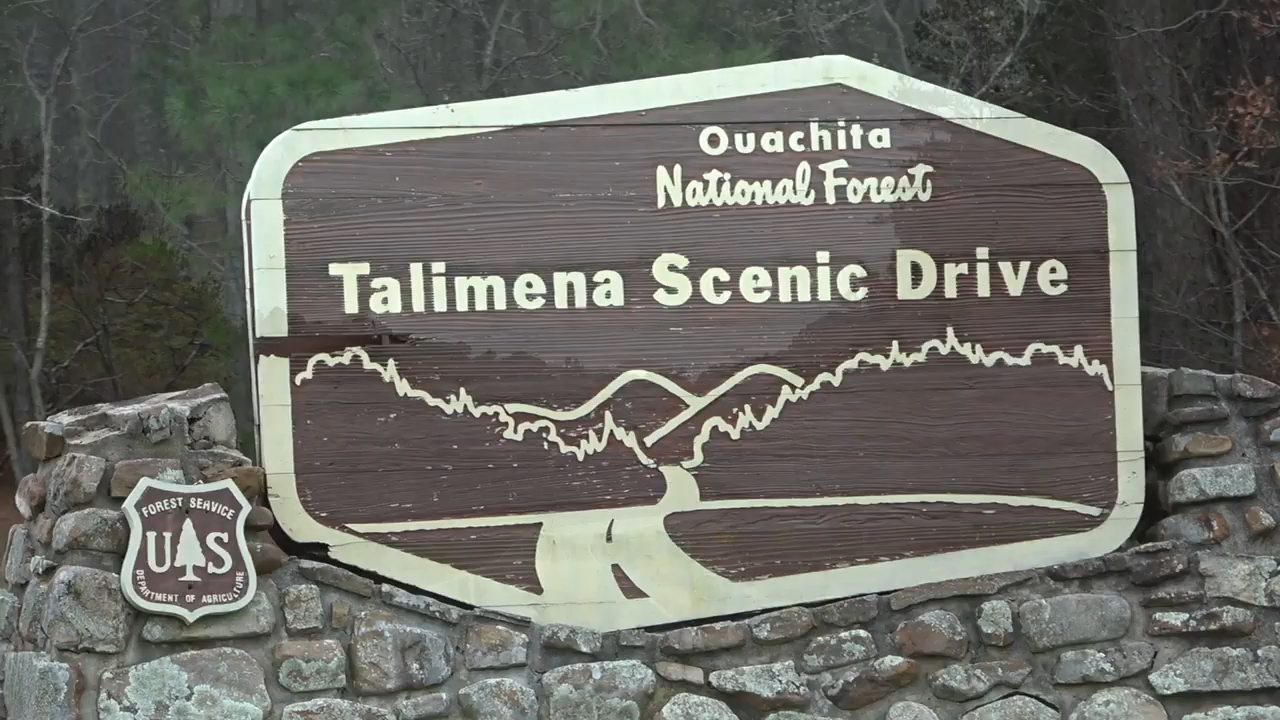 Ouachita
National Forest
Talimena Scenic Drive
FOREST SERVICE
U S
DEPARTMENT OF AGRICULTURE